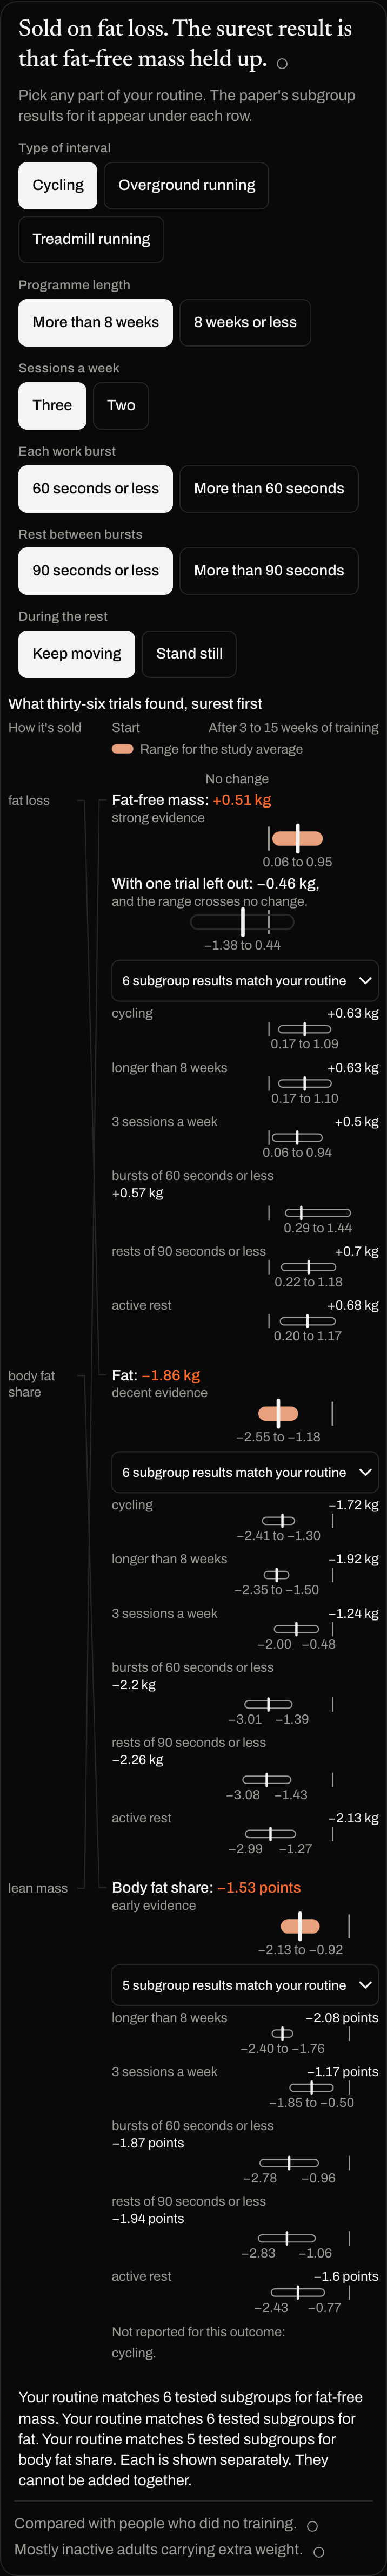 Sold on fat loss. The surest result is
that fat-free mass held up.
Pick any part of your routine. The paper's subgroup
results for it appear under each row.
Type of interval
Cycling
Overground running
Treadmill running
Programme length
More than 8 weeks
8 weeks or less
Sessions a week
Three
Two
Each work burst
60 seconds or less
More than 60 seconds
Rest between bursts
90 seconds or less
More than 90 seconds
During the rest
Keep moving
Stand still
What thirty-six trials found, surest first
How it's sold
Start
After 3 to 15 weeks of training
Range for the study average
No change
fat loss
Fat-free mass: +0.51 kg
strong evidence
0.06 to 0.95
With one trial left out: −0.46 kg,
and the range crosses no change.
−1.38 to 0.44
6 subgroup results match your routine
cycling
+0.63 kg
0.17 to 1.09
longer than 8 weeks
+0.63 kg
0.17 to 1.10
3 sessions a week
+0.5 kg
0.06 to 0.94
bursts of 60 seconds or less
+0.57 kg
0.29 to 1.44
rests of 90 seconds or less
+0.7 kg
0.22 to 1.18
active rest
+0.68 kg
0.20 to 1.17
body fat
share
Fat: −1.86 kg
decent evidence
−2.55 to −1.18
6 subgroup results match your routine
cycling
−1.72 kg
−2.41 to −1.30
longer than 8 weeks
−1.92 kg
−2.35 to −1.50
3 sessions a week
−1.24 kg
−2.00 −0.48
bursts of 60 seconds or less
−2.2 kg
−3.01 −1.39
rests of 90 seconds or less
−2.26 kg
−3.08 −1.43
active rest
−2.13 kg
−2.99 −1.27
lean mass
Body fat share: −1.53 points
early evidence
−2.13 to −0.92
5 subgroup results match your routine
longer than 8 weeks
−2.08 points
−2.40 to −1.76
3 sessions a week
−1.17 points
−1.85 to −0.50
bursts of 60 seconds or less
−1.87 points
−2.78 −0.96
rests of 90 seconds or less
−1.94 points
−2.83 −1.06
active rest
−1.6 points
−2.43 −0.77
Not reported for this outcome:
cycling.
Your routine matches 6 tested subgroups for fat-free
mass. Your routine matches 6 tested subgroups for
fat. Your routine matches 5 tested subgroups for
body fat share. Each is shown separately. They
cannot be added together.
Compared with people who did no training.
Mostly inactive adults carrying extra weight.